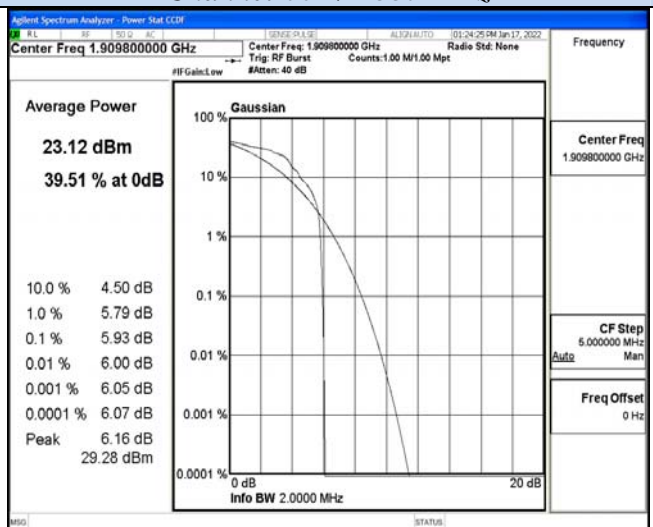 Agilent Spectrum Analyzer - Power Stat CCDF
RL RF 50 Ω AC SENSE:PULSE ALIGN AUTO 01:24:25 PM Jan 17, 2022
Center Freq 1.909800000 GHz
Center Freq: 1.909800000 GHz Radio Std: None
Trig: RF Burst Counts:1.00 M/1.00 Mpt
#IFGain:Low #Atten: 40 dB
Frequency
Average Power
23.12 dBm
39.51 % at 0dB
10.0 % 4.50 dB
1.0 % 5.79 dB
0.1 % 5.93 dB
0.01 % 6.00 dB
0.001 % 6.05 dB
0.0001 % 6.07 dB
Peak 6.16 dB
29.28 dBm
Gaussian
100 %
10 %
1 %
0.1 %
0.01 %
0.001 %
0.0001 %
0 dB 20 dB
Info BW 2.0000 MHz
Center Freq
1.909800000 GHz
CF Step
5.000000 MHz
Auto Man
Freq Offset
0 Hz
MSG STATUS